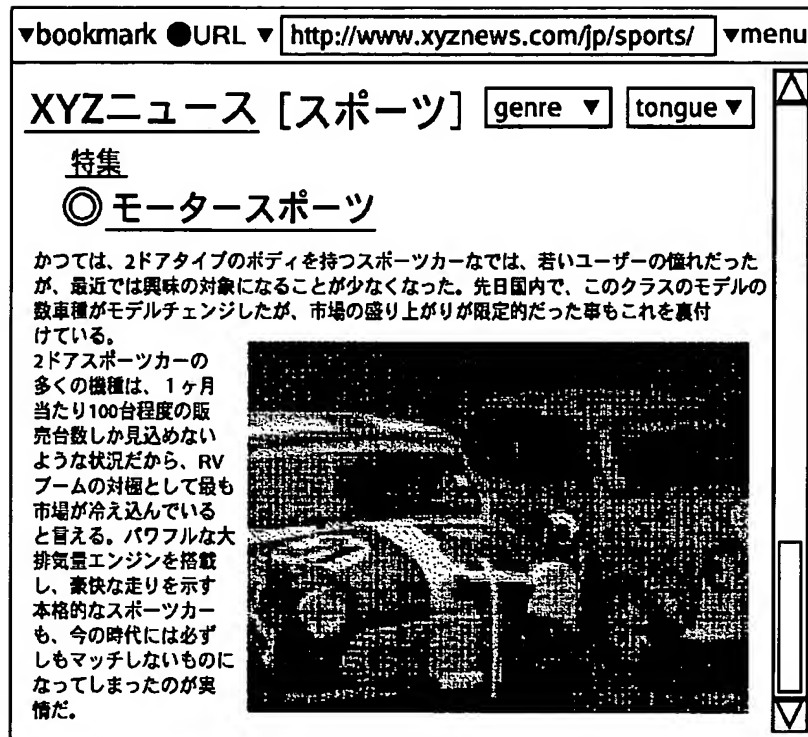 ▼bookmark ●URL ▼ http://www.xyznews.com/jp/sports/ ▼menu
XYZニュース [スポーツ] genre ▼ tongue ▼
特集
◎モータースポーツ
かつては、2ドアタイプのボディを持つスポーツカーなでは、若いユーザーの憧れだった
が、最近では興味の対象になることが少なくなった。先日国内で、このクラスのモデルの
数車種がモデルチェンジしたが、市場の盛り上がりが限定的だった事もこれを裏付
けている。
2ドアスポーツカーの
多くの機種は、1ヶ月
当たり100台程度の販
売台数しか見込めない
ような状況だから、RV
ブームの対極として最も
市場が冷え込んでいる
と言える。パワフルな大
排気量エンジンを搭載
し、豪快な走りを示す
本格的なスポーツカー
も、今の時代には必ず
しもマッチしないものに
なってしまったのが実
情だ。